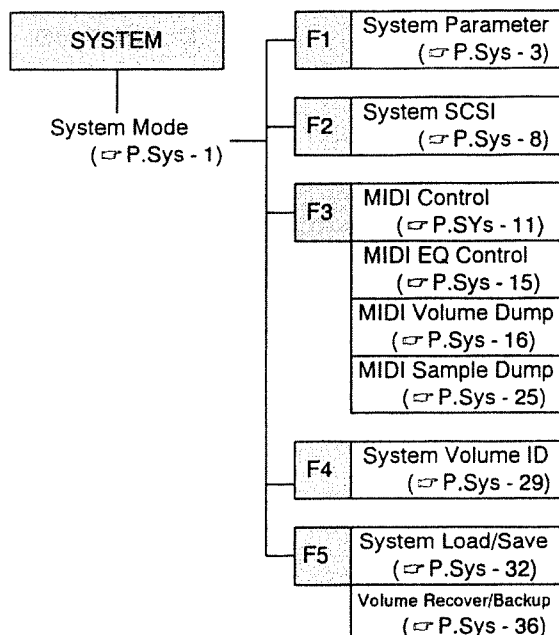 SYSTEM
System Mode
(☞ P.Sys - 1)
F1
System Parameter
(☞ P.Sys - 3)
F2
System SCSI
(☞ P.Sys - 8)
F3
MIDI Control
(☞ P.SYs - 11)
MIDI EQ Control
(☞ P.Sys - 15)
MIDI Volume Dump
(☞ P.Sys - 16)
MIDI Sample Dump
(☞ P.Sys - 25)
F4
System Volume ID
(☞ P.Sys - 29)
F5
System Load/Save
(☞ P.Sys - 32)
Volume Recover/Backup
(☞ P.Sys - 36)